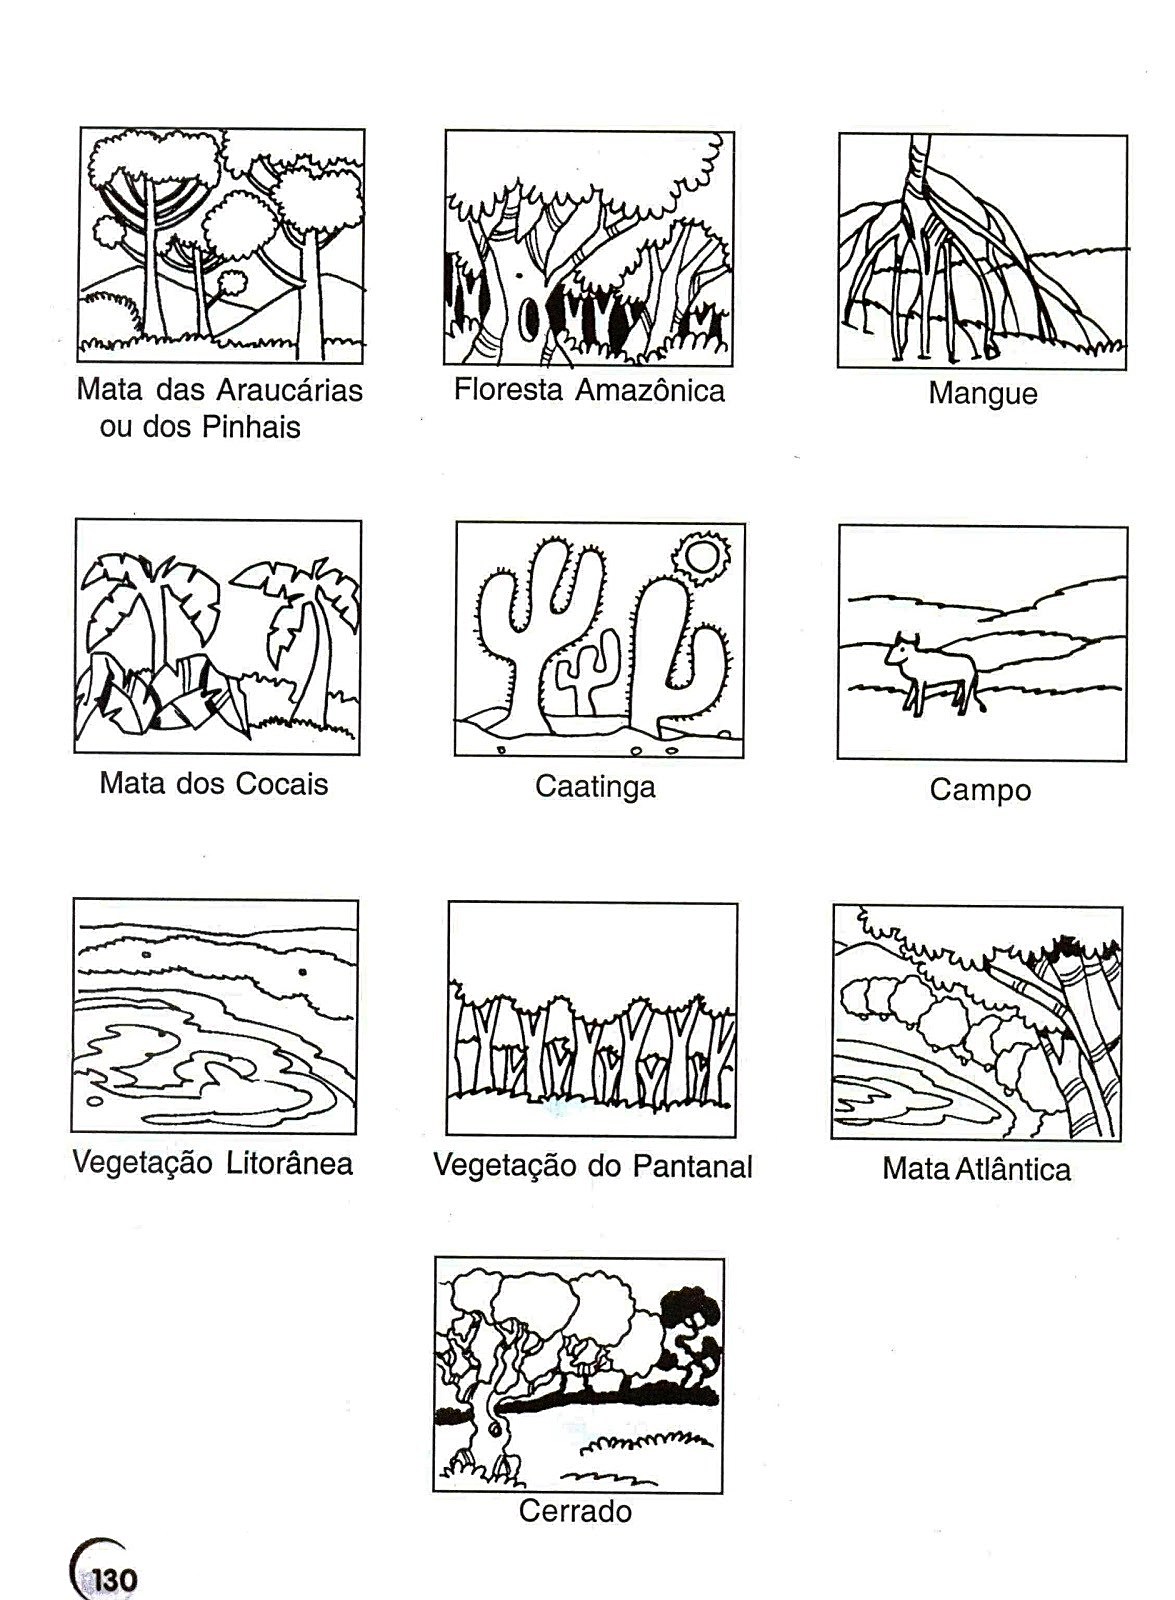 Mata das Araucárias
ou dos Pinhais
Floresta Amazônica
Mangue
Mata dos Cocais
Caatinga
Campo
Vegetação Litorânea
Vegetação do Pantanal
Mata Atlântica
Cerrado
130